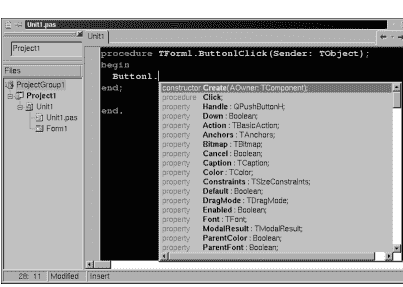 Unit1.pas
Project1
Files
ProjectGroup1
Project1
Unit1
Unit1.pas
Form1
Unit1
procedure TForm1.Button1Click(Sender: TObject);
begin
Button1.
end;
end.
constructor Create(AOwner: TComponent);
procedure Click;
property Handle : QPushButtonH;
property Down : Boolean;
property Action : TBasicAction;
property Anchors : TAnchors;
property Bitmap : TBitmap;
property Cancel : Boolean;
property Caption : TCaption;
property Color : TColor;
property Constraints : TSizeConstraints;
property Default : Boolean;
property DragMode : TDragMode;
property Enabled : Boolean;
property Font : TFont;
property ModalResult : TModalResult;
property ParentColor : Boolean;
property ParentFont : Boolean;
28: 11 Modified Insert